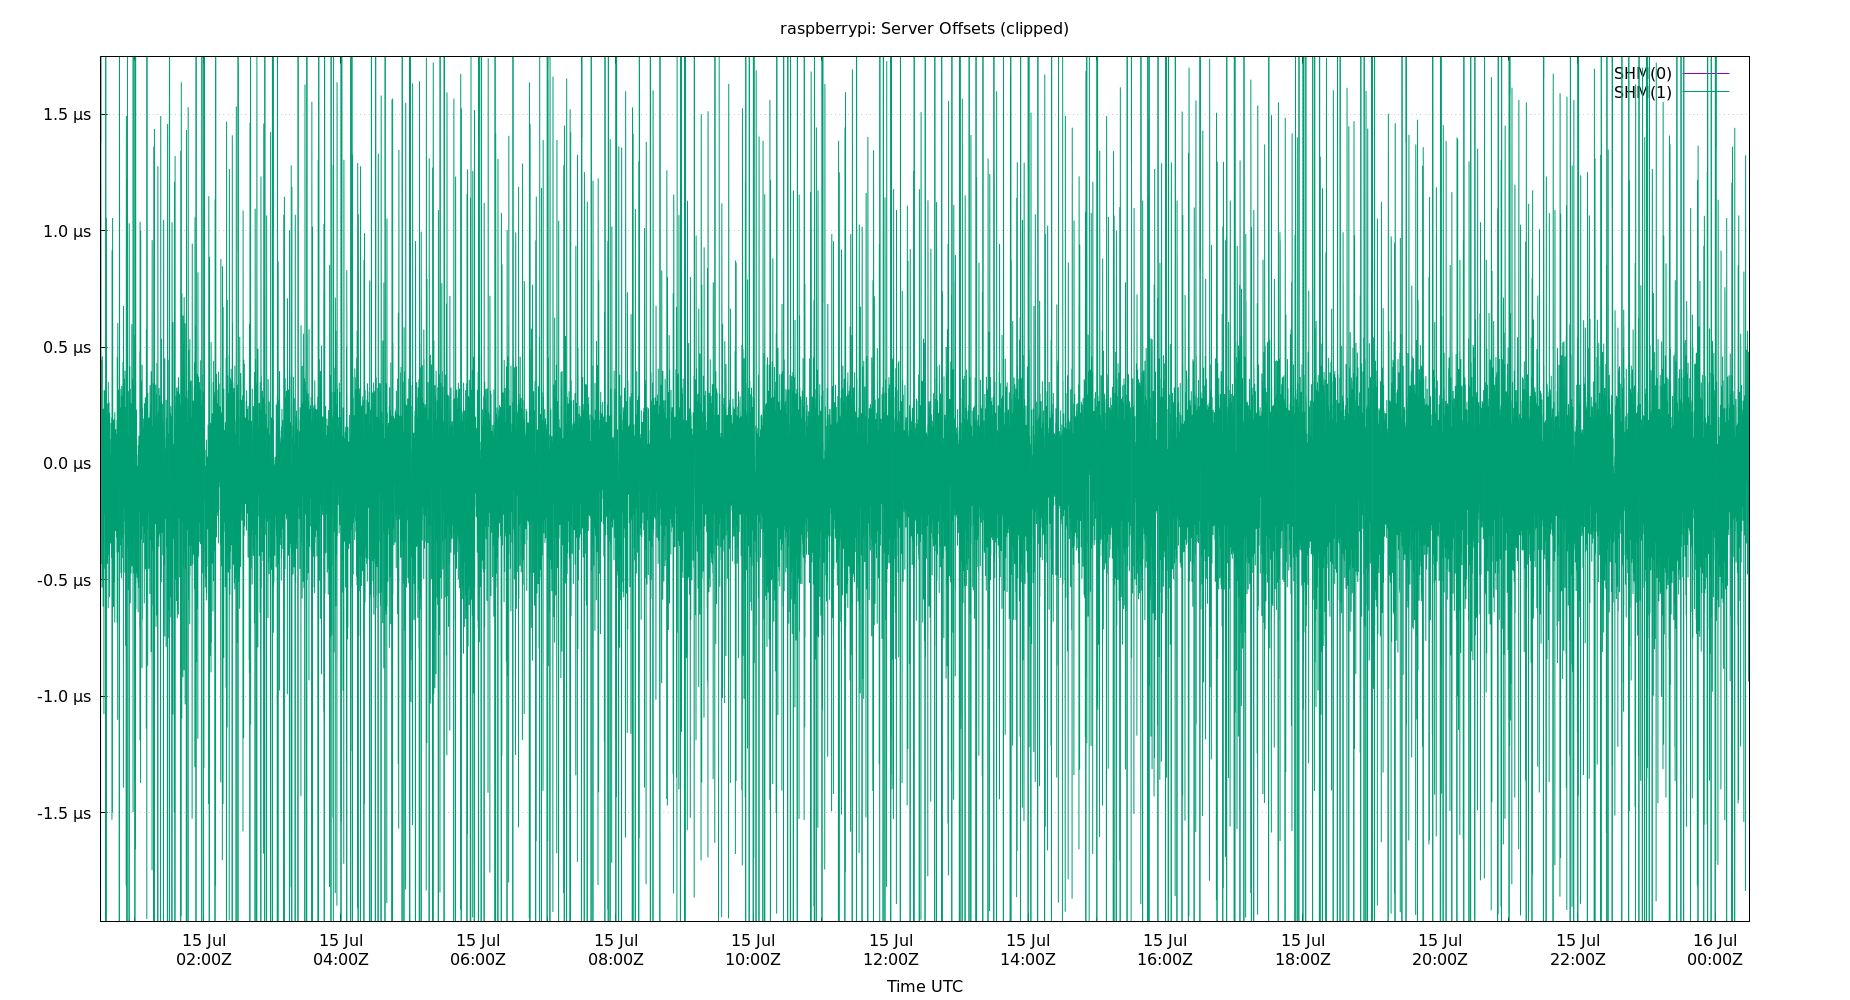 raspberrypi: Server Offsets (clipped)
SHM(0)
SHM(1)
1.5 µs
1.0 µs
0.5 µs
0.0 µs
-0.5 µs
-1.0 µs
-1.5 µs
15 Jul 15 Jul 15 Jul 15 Jul 15 Jul 15 Jul 15 Jul 15 Jul 15 Jul 15 Jul 15 Jul 16 Jul
02:00Z 04:00Z 06:00Z 08:00Z 10:00Z 12:00Z 14:00Z 16:00Z 18:00Z 20:00Z 22:00Z 00:00Z
Time UTC